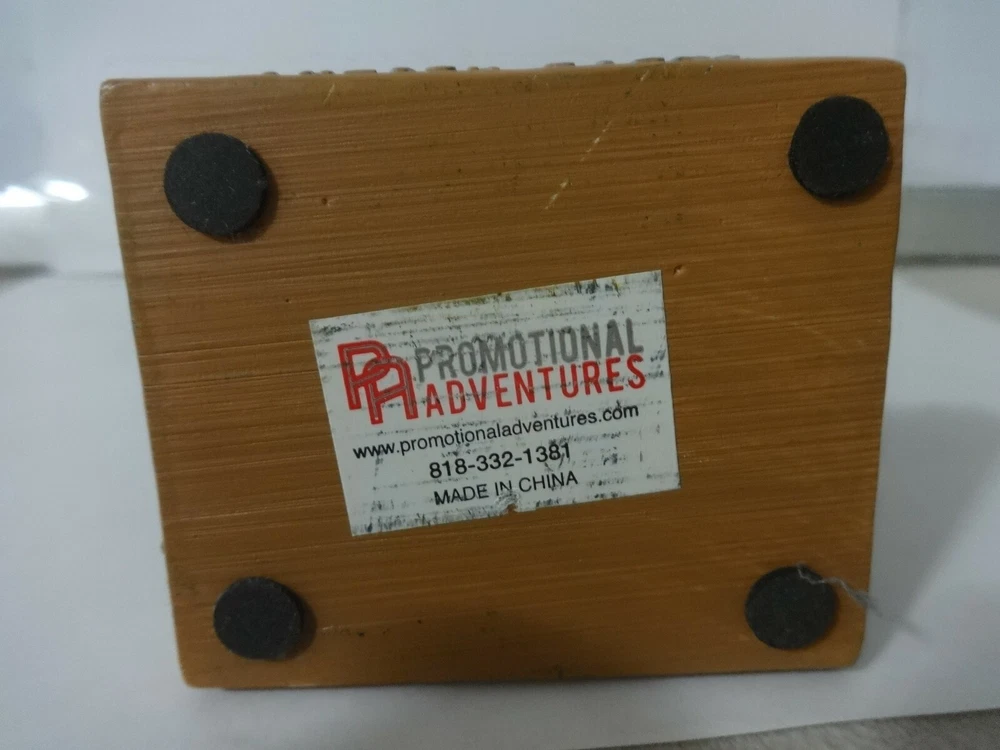 PA PROMOTIONAL
ADVENTURES
www.promotionaladventures.com
818-332-1381
MADE IN CHINA